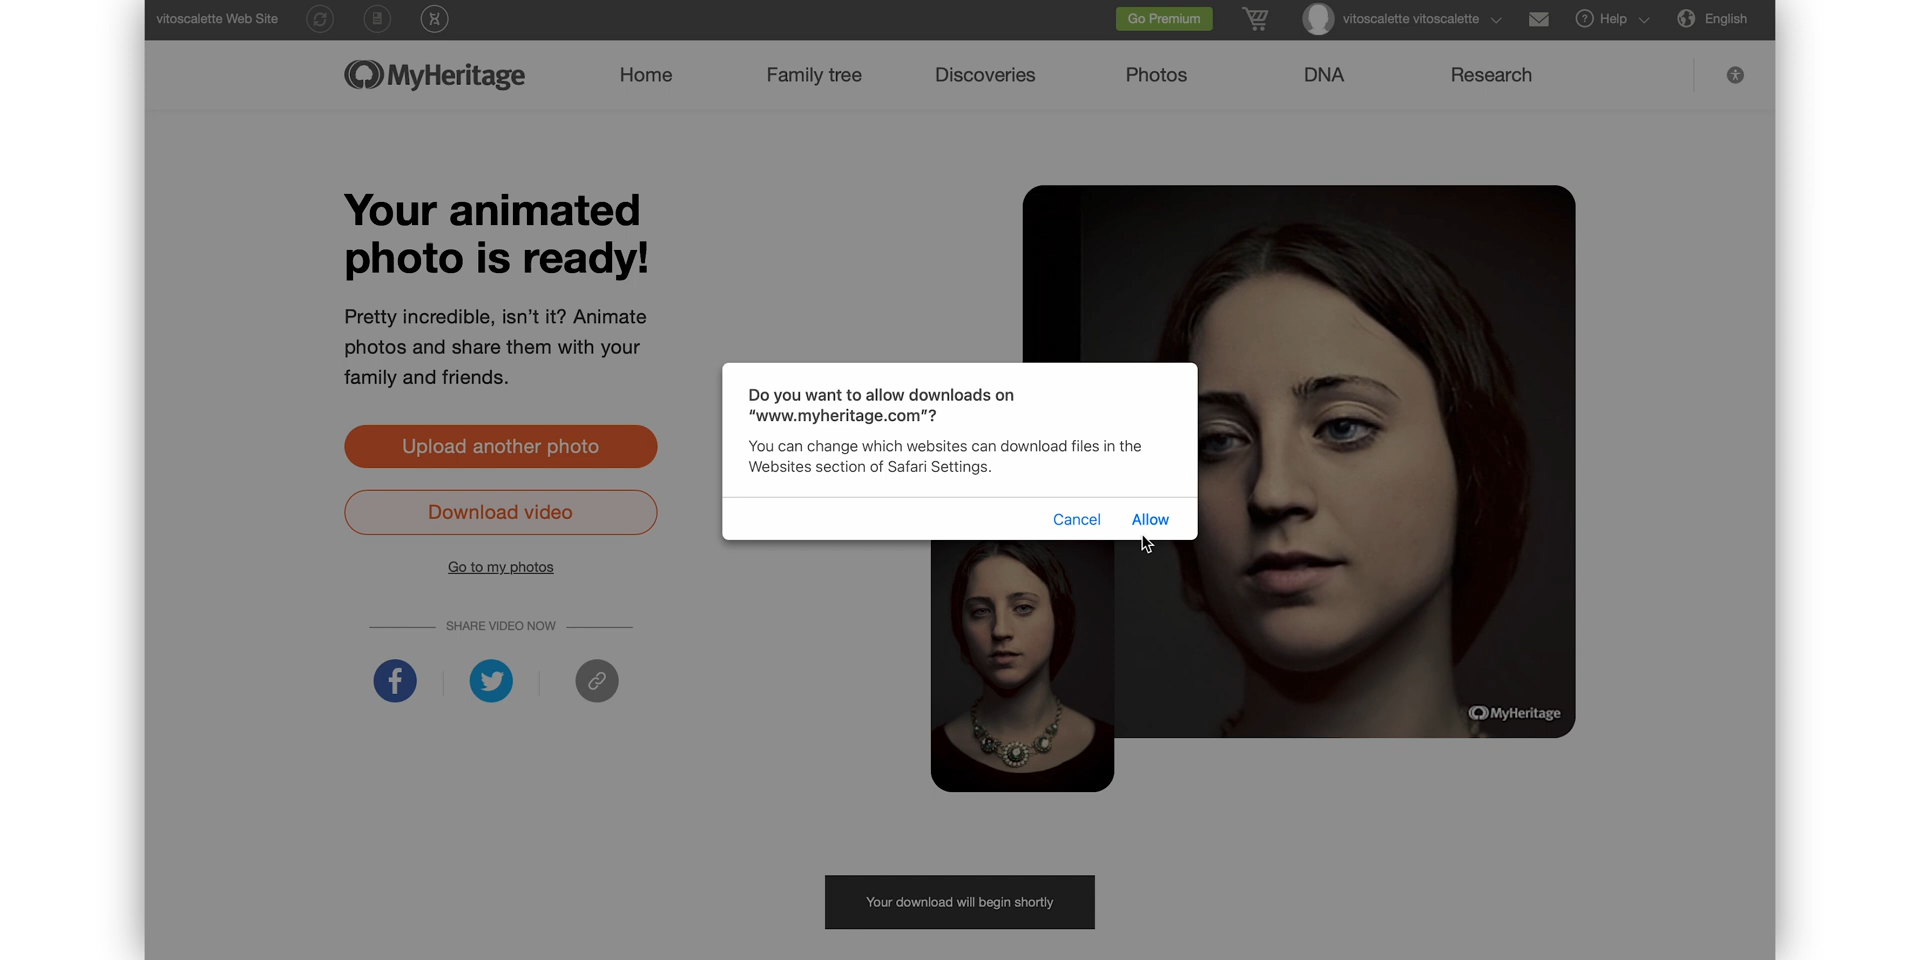 vitoscalette Web Site
Go Premium
vitoscalette vitoscalette
Help
English
MyHeritage
Home
Family tree
Discoveries
Photos
DNA
Research
Your animated
photo is ready!
Pretty incredible, isn’t it? Animate
photos and share them with your
family and friends.
Upload another photo
Download video
Go to my photos
SHARE VIDEO NOW
Do you want to allow downloads on
“www.myheritage.com”?
You can change which websites can download files in the
Websites section of Safari Settings.
Cancel
Allow
MyHeritage
Your download will begin shortly